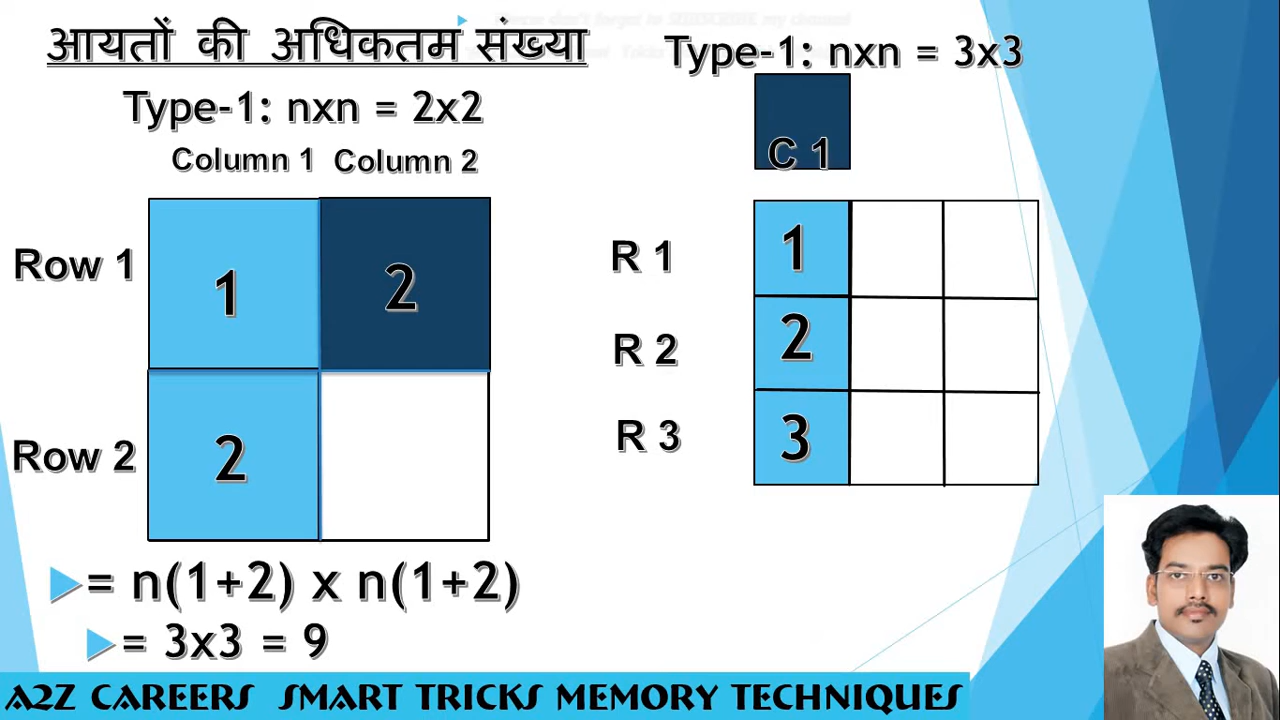 आयतों की अधिकतम संख्या
Type-1: nxn = 2x2
Column 1 Column 2
Row 1
1
2
Row 2
2
= n(1+2) x n(1+2)
= 3x3 = 9
Type-1: nxn = 3x3
C 1
R 1
1
R 2
2
R 3
3
A2Z CAREERS SMART TRICKS MEMORY TECHNIQUES